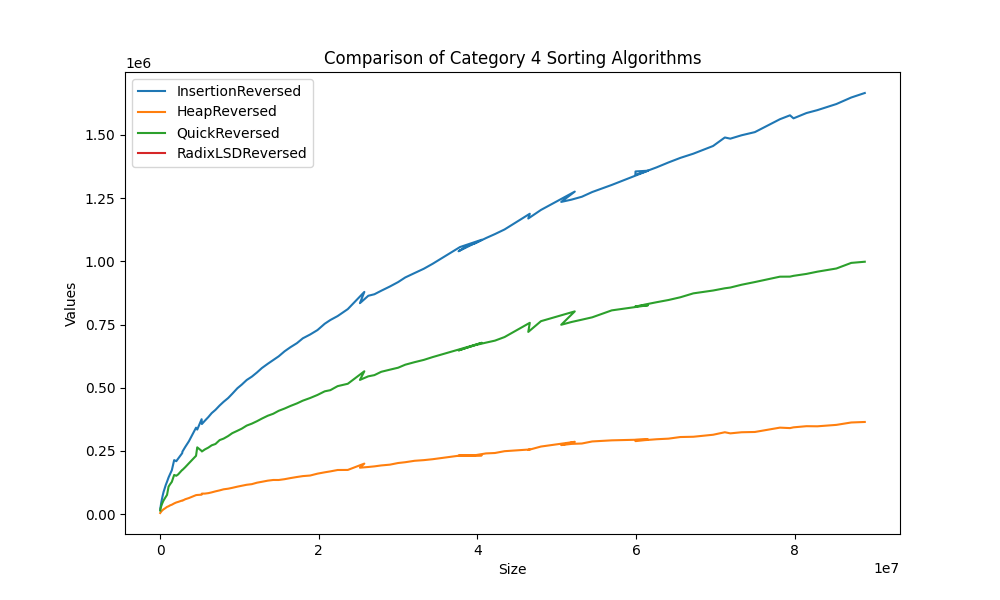 Comparison of Category 4 Sorting Algorithms
1e6
InsertionReversed
HeapReversed
QuickReversed
RadixLSDReversed
1.50
1.25
1.00
0.75
0.50
0.25
0.00
Values
0 2 4 6 8
1e7
Size